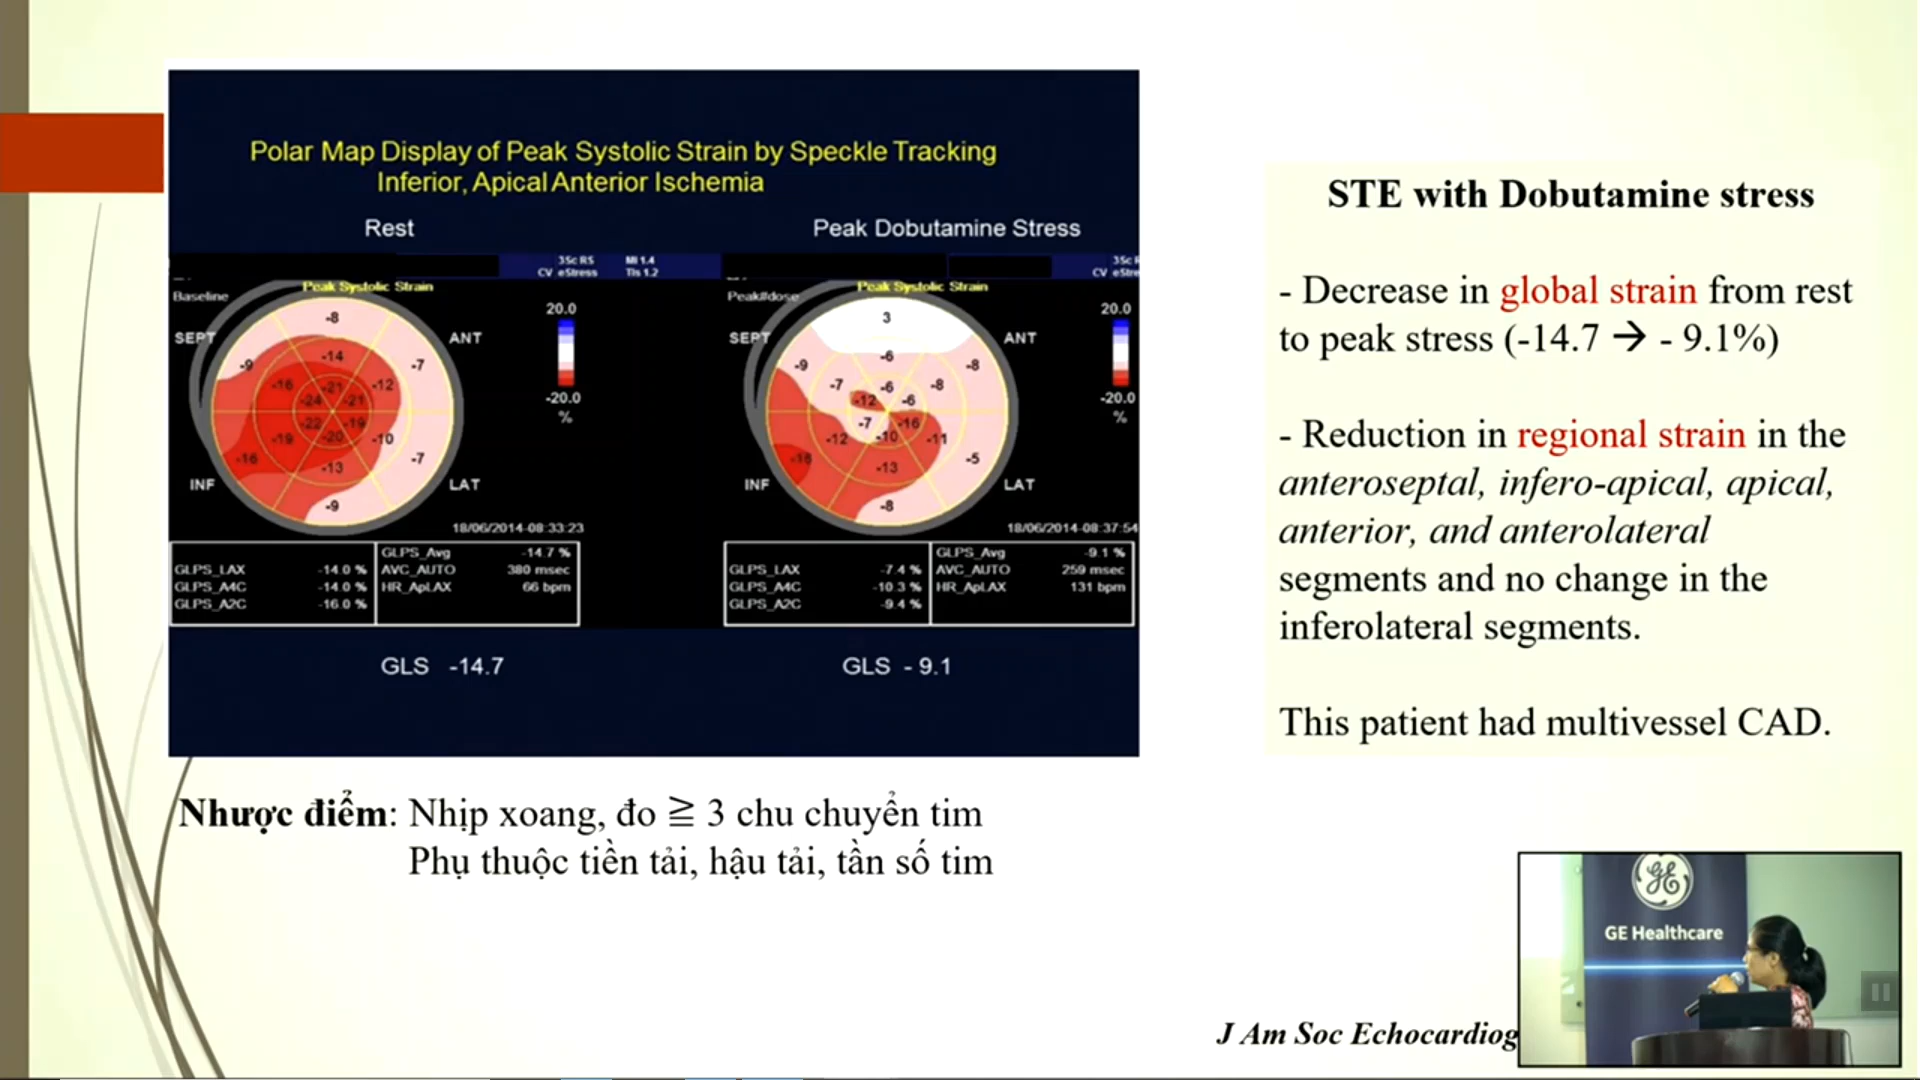 Polar Map Display of Peak Systolic Strain by Speckle Tracking
Inferior, Apical Anterior Ischemia
Rest
Peak Dobutamine Stress
3Sc RS MI 1.4
CV eStress TIs 1.2
Baseline
Peak Systolic Strain
SEPT
ANT
INF
LAT
-8
-9
-14
-7
-16
-21
-12
-24
-21
-22
-19
-19
-20
-10
-16
-13
-7
-9
20.0
-20.0
%
18/06/2014-08:33:23
GLPS_Avg -14.7 %
GLPS_LAX -14.0 % AVC_AUTO 380 msec
GLPS_A4C -14.0 % HR_ApLAX 66 bpm
GLPS_A2C -16.0 %
GLS -14.7
3Sc
CV eStre
Peak#dose
Peak Systolic Strain
SEPT
ANT
INF
LAT
3
-9
-6
-8
-7
-6
-8
-12
-6
-7
-16
-12
-10
-11
-16
-13
-5
-8
20.0
-20.0
%
18/06/2014-08:37:54
GLPS_Avg -9.1 %
GLPS_LAX -7.4 % AVC_AUTO 259 msec
GLPS_A4C -10.3 % HR_ApLAX 131 bpm
GLPS_A2C -9.4 %
GLS - 9.1
STE with Dobutamine stress
- Decrease in global strain from rest
to peak stress (-14.7 → - 9.1%)
- Reduction in regional strain in the
anteroseptal, infero-apical, apical,
anterior, and anterolateral
segments and no change in the
inferolateral segments.
This patient had multivessel CAD.
Nhược điểm: Nhịp xoang, đo ≧ 3 chu chuyển tim
Phụ thuộc tiền tải, hậu tải, tần số tim
J Am Soc Echocardiog
GE
GE Healthcare